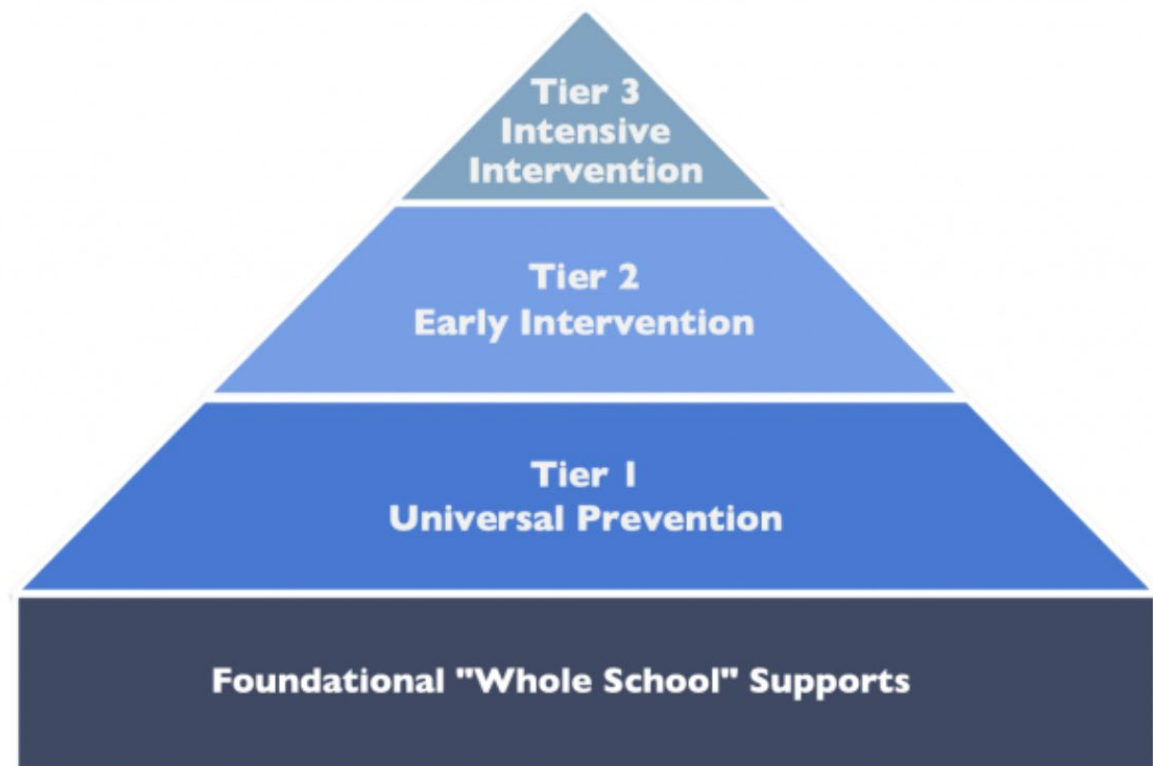 Tier 3
Intensive
Intervention
Tier 2
Early Intervention
Tier 1
Universal Prevention
Foundational "Whole School" Supports